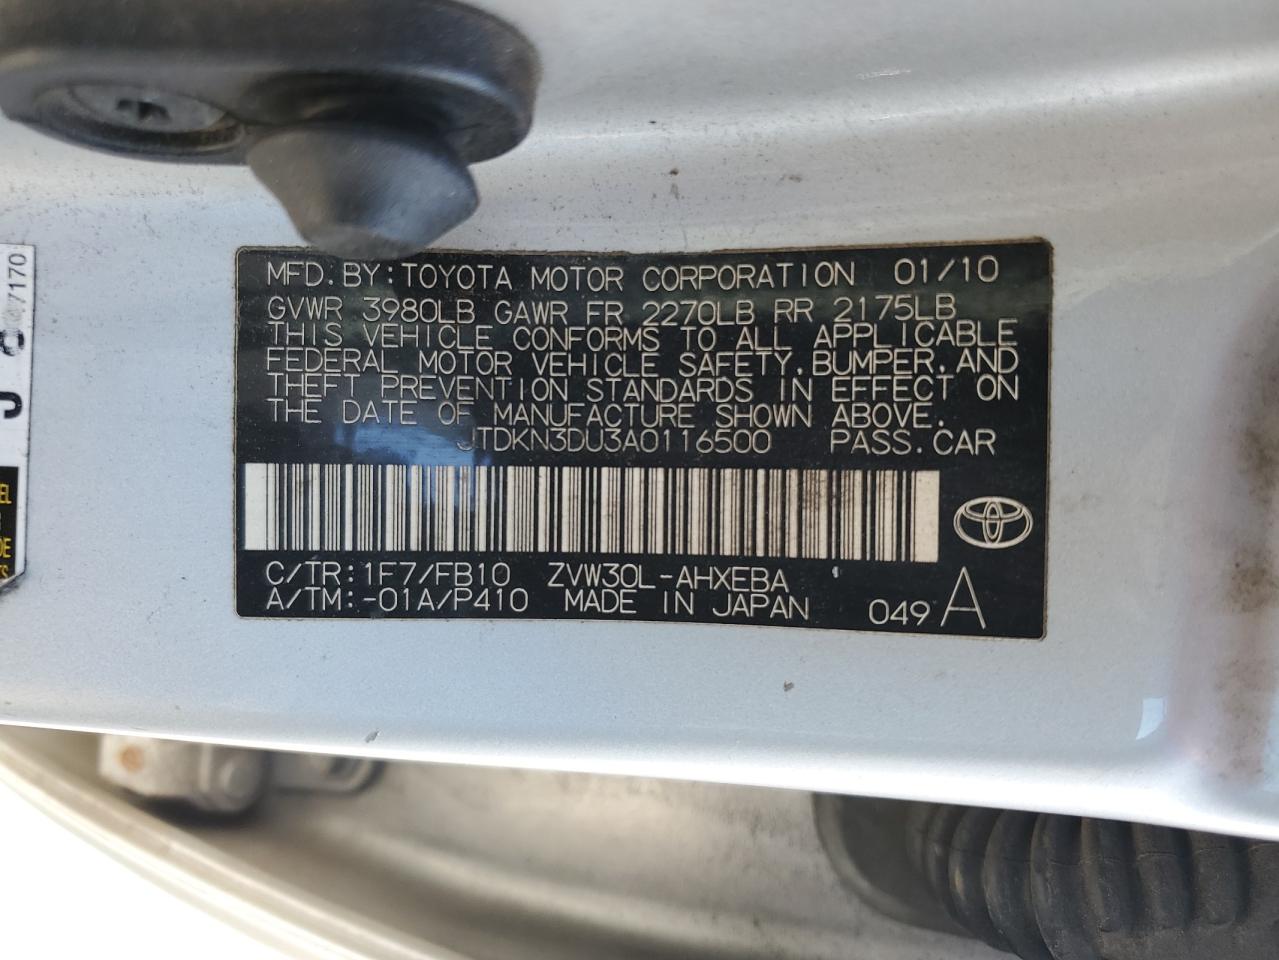 MFD. BY: TOYOTA MOTOR CORPORATION 01/10
GVWR 3980LB GAWR FR 2270LB RR 2175LB
THIS VEHICLE CONFORMS TO ALL APPLICABLE
FEDERAL MOTOR VEHICLE SAFETY, BUMPER, AND
THEFT PREVENTION STANDARDS IN EFFECT ON
THE DATE OF MANUFACTURE SHOWN ABOVE.
JTDKN3DU3A0116500 PASS. CAR
C/TR: 1F7/FB10 ZVW30L-AHXEBA
A/TM: -01A/P410 MADE IN JAPAN 049 A
7170
J